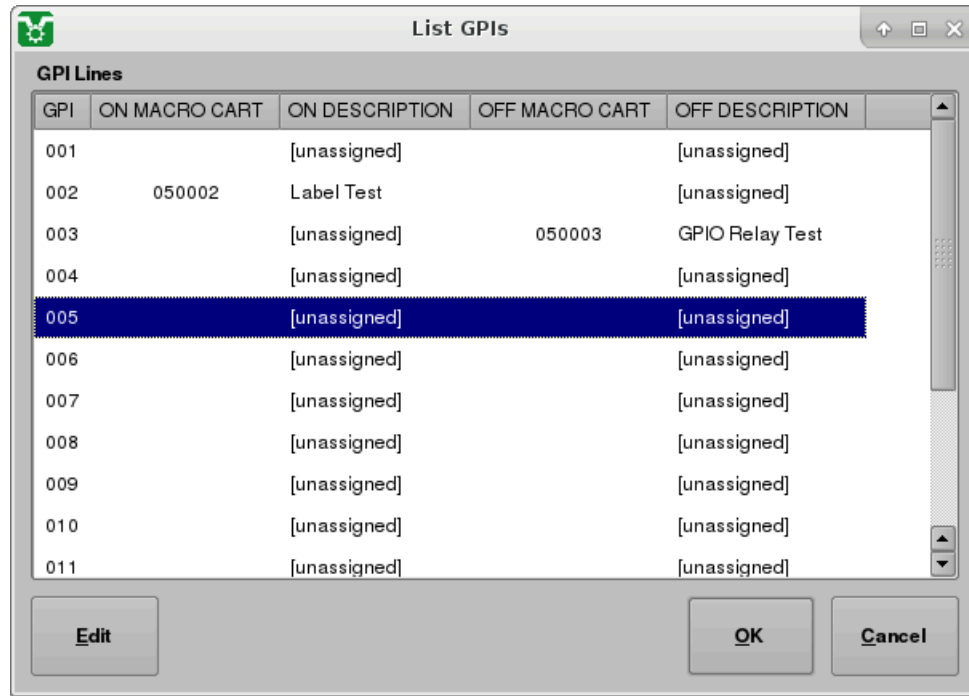 List GPIs
GPI Lines
GPI ON MACRO CART ON DESCRIPTION OFF MACRO CART OFF DESCRIPTION
001 [unassigned] [unassigned]
002 050002 Label Test [unassigned]
003 [unassigned] 050003 GPIO Relay Test
004 [unassigned] [unassigned]
005 [unassigned] [unassigned]
006 [unassigned] [unassigned]
007 [unassigned] [unassigned]
008 [unassigned] [unassigned]
009 [unassigned] [unassigned]
010 [unassigned] [unassigned]
011 [unassigned] [unassigned]
Edit OK Cancel